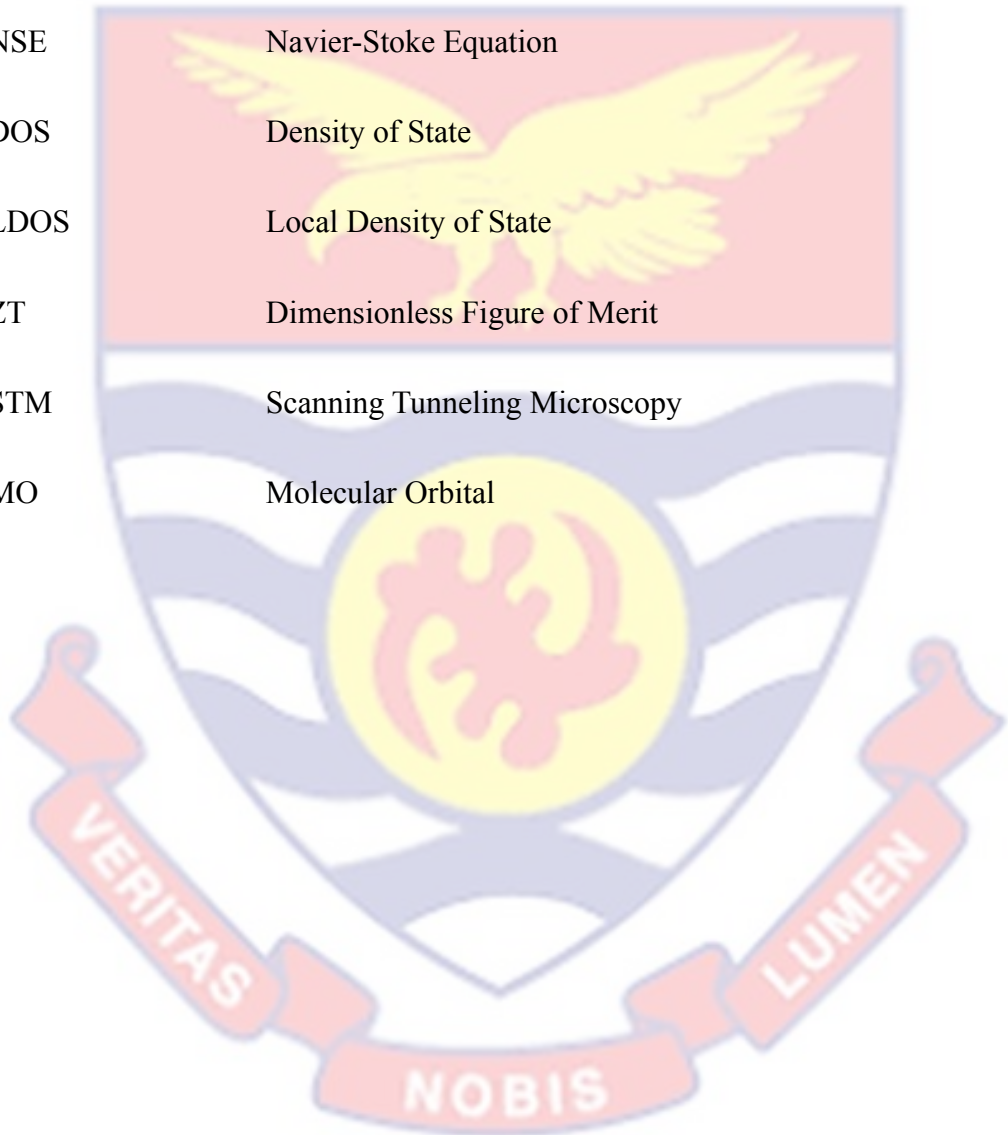 NSE Navier-Stoke Equation
DOS Density of State
LDOS Local Density of State
ZT Dimensionless Figure of Merit
STM Scanning Tunneling Microscopy
MO Molecular Orbital
VERITAS
NOBIS
LUMEN